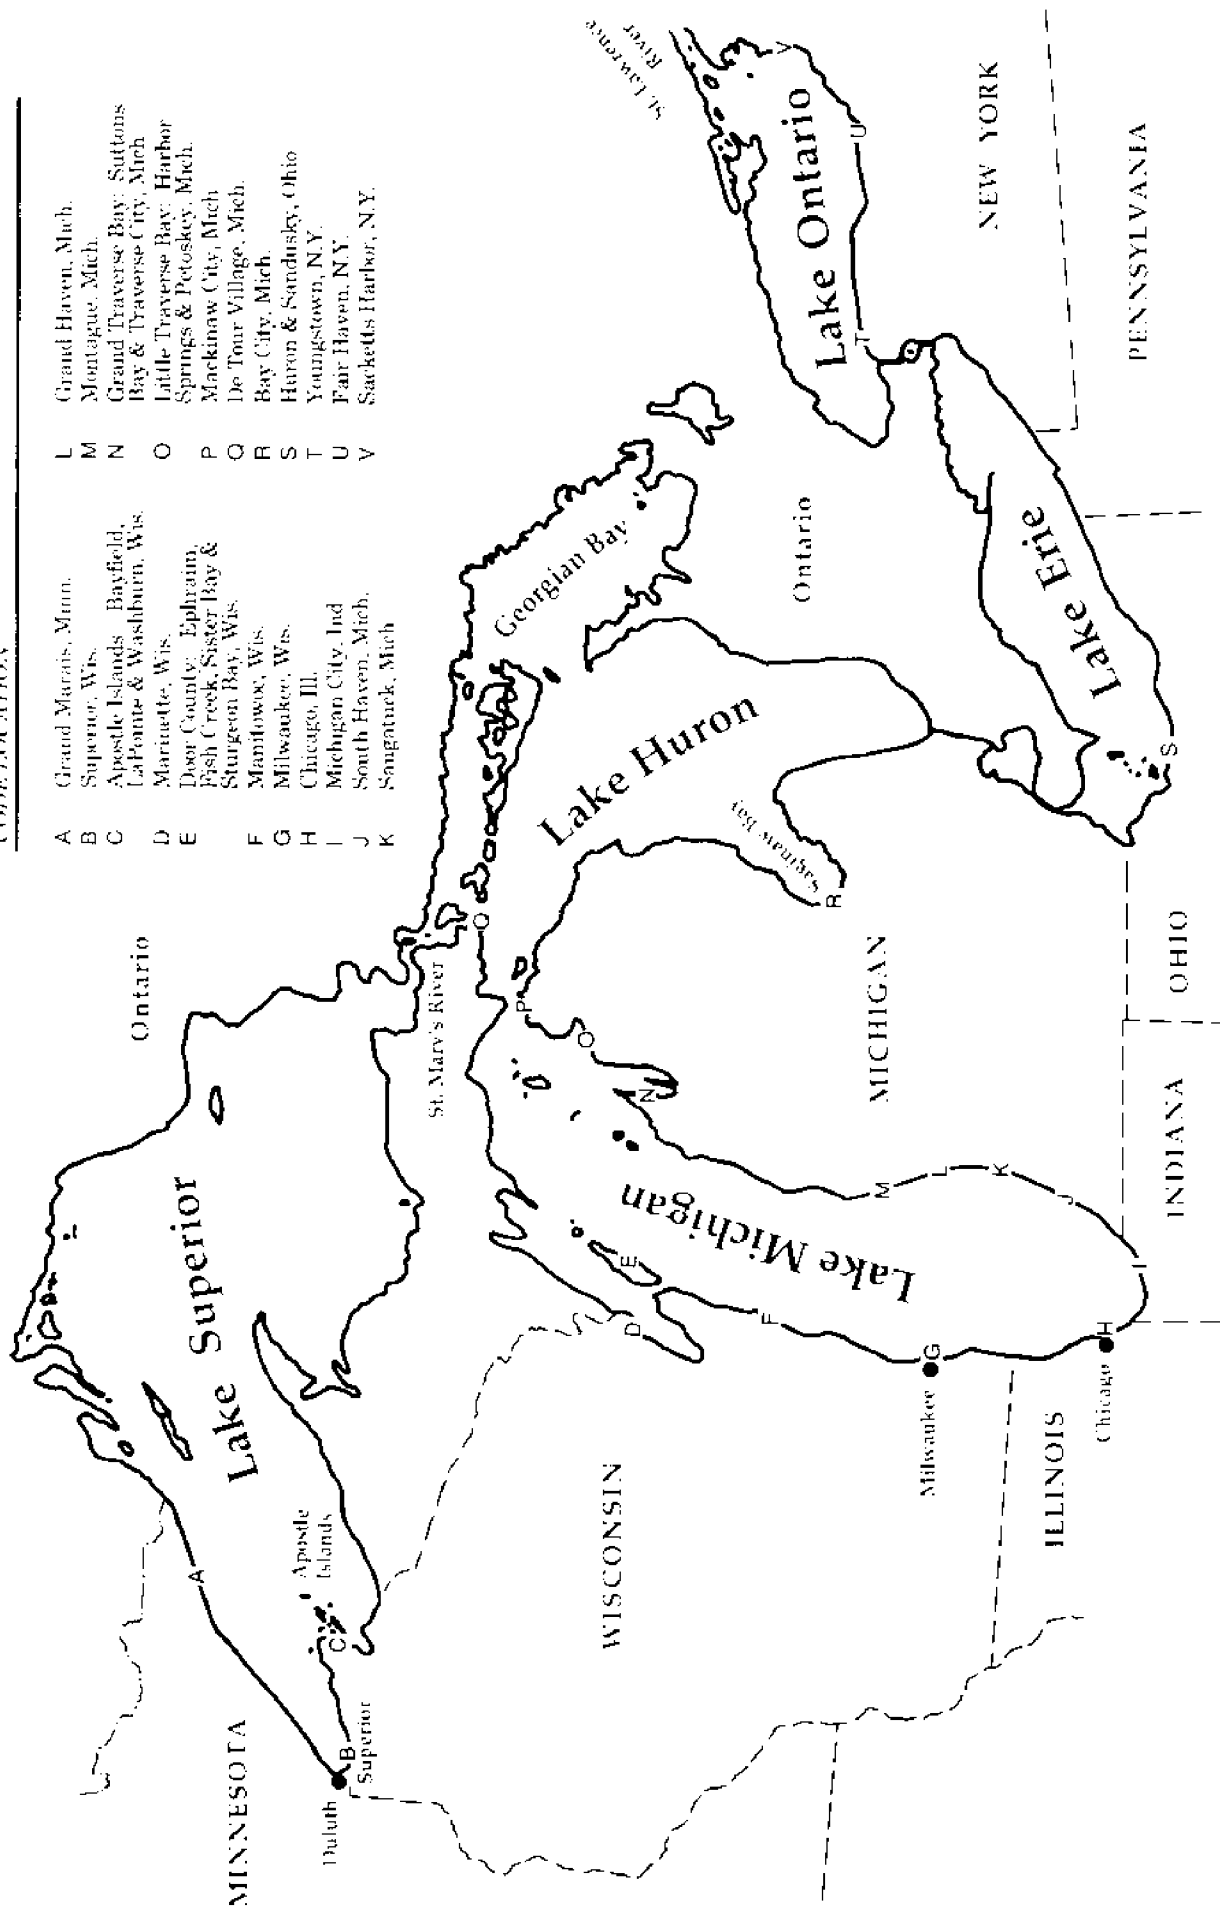 CODE LOCATION
A Grand Marais, Minn.
B Superior, Wis.
C Apostle Islands Bayfield,
LaPointe & Washburn, Wis.
D Marinette, Wis.
E Door County: Ephraim,
Fish Creek, Sister Bay &
Sturgeon Bay, Wis.
F Manitowoc, Wis.
G Milwaukee, Wis.
H Chicago, Ill.
I Michigan City, Ind
J South Haven, Mich.
K Saugatuck, Mich
L Grand Haven, Mich.
M Montague, Mich.
N Grand Traverse Bay: Suttons
Bay & Traverse City, Mich
O Little Traverse Bay: Harbor
Springs & Petoskey, Mich.
P Mackinaw City, Mich
Q De Tour Village, Mich.
R Bay City, Mich.
S Huron & Sandusky, Ohio
T Youngstown, N.Y.
U Fair Haven, N.Y.
V Sacketts Harbor, N.Y.
Ontario
MINNESOTA
Lake Superior
A
Apostle
Islands
C
B
Duluth
Superior
St. Mary's River
Q
P
O
N
Georgian Bay
Lake Huron
Saginaw Bay
R
Ontario
St. Lawrence
River
V
Lake Ontario
U
T
NEW YORK
PENNSYLVANIA
Lake Erie
S
WISCONSIN
D
E
F
Lake Michigan
MICHIGAN
M
L
K
J
I
G
Milwaukee
H
Chicago
ILLINOIS
INDIANA
OHIO